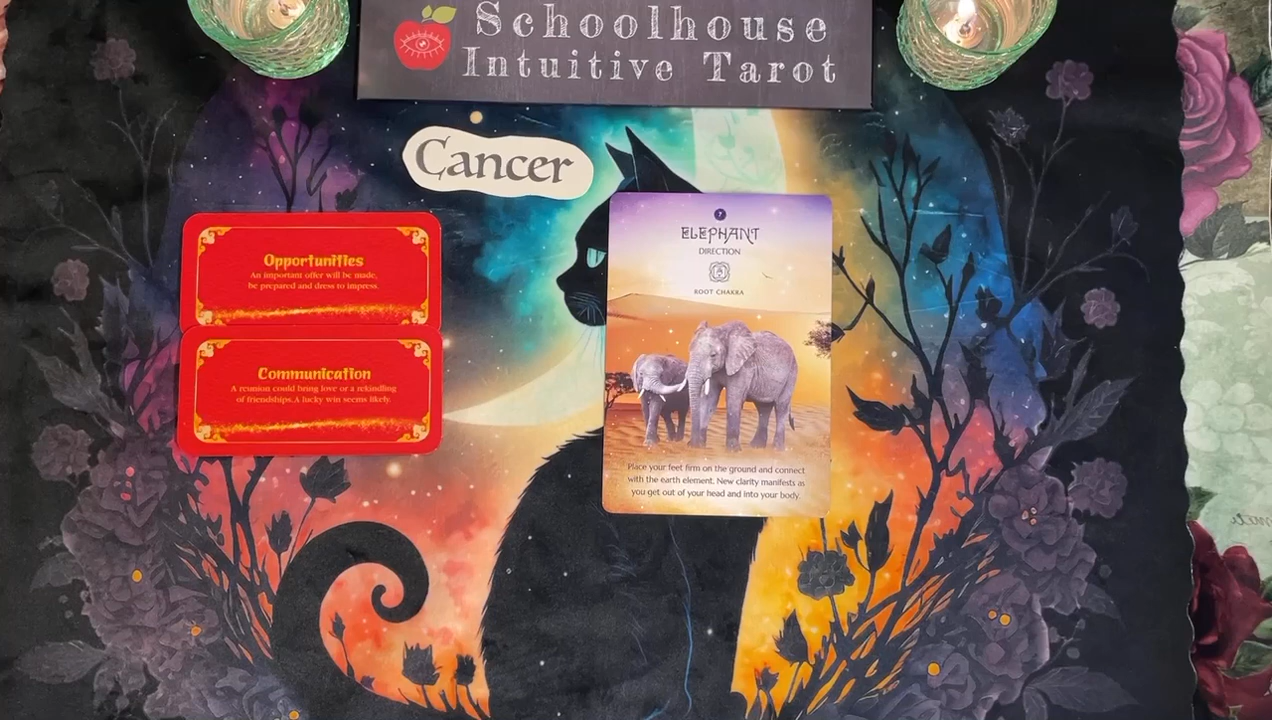 Schoolhouse
Intuitive Tarot
Cancer
Opportunities
An important offer will be made,
be prepared and dress to impress.
Communication
A reunion could bring love or a rekindling
of friendships.A lucky win seems likely.
7
ELEPHANT
DIRECTION
ROOT CHAKRA
Place your feet firm on the ground and connect
with the earth element. New clarity manifests as
you get out of your head and into your body.